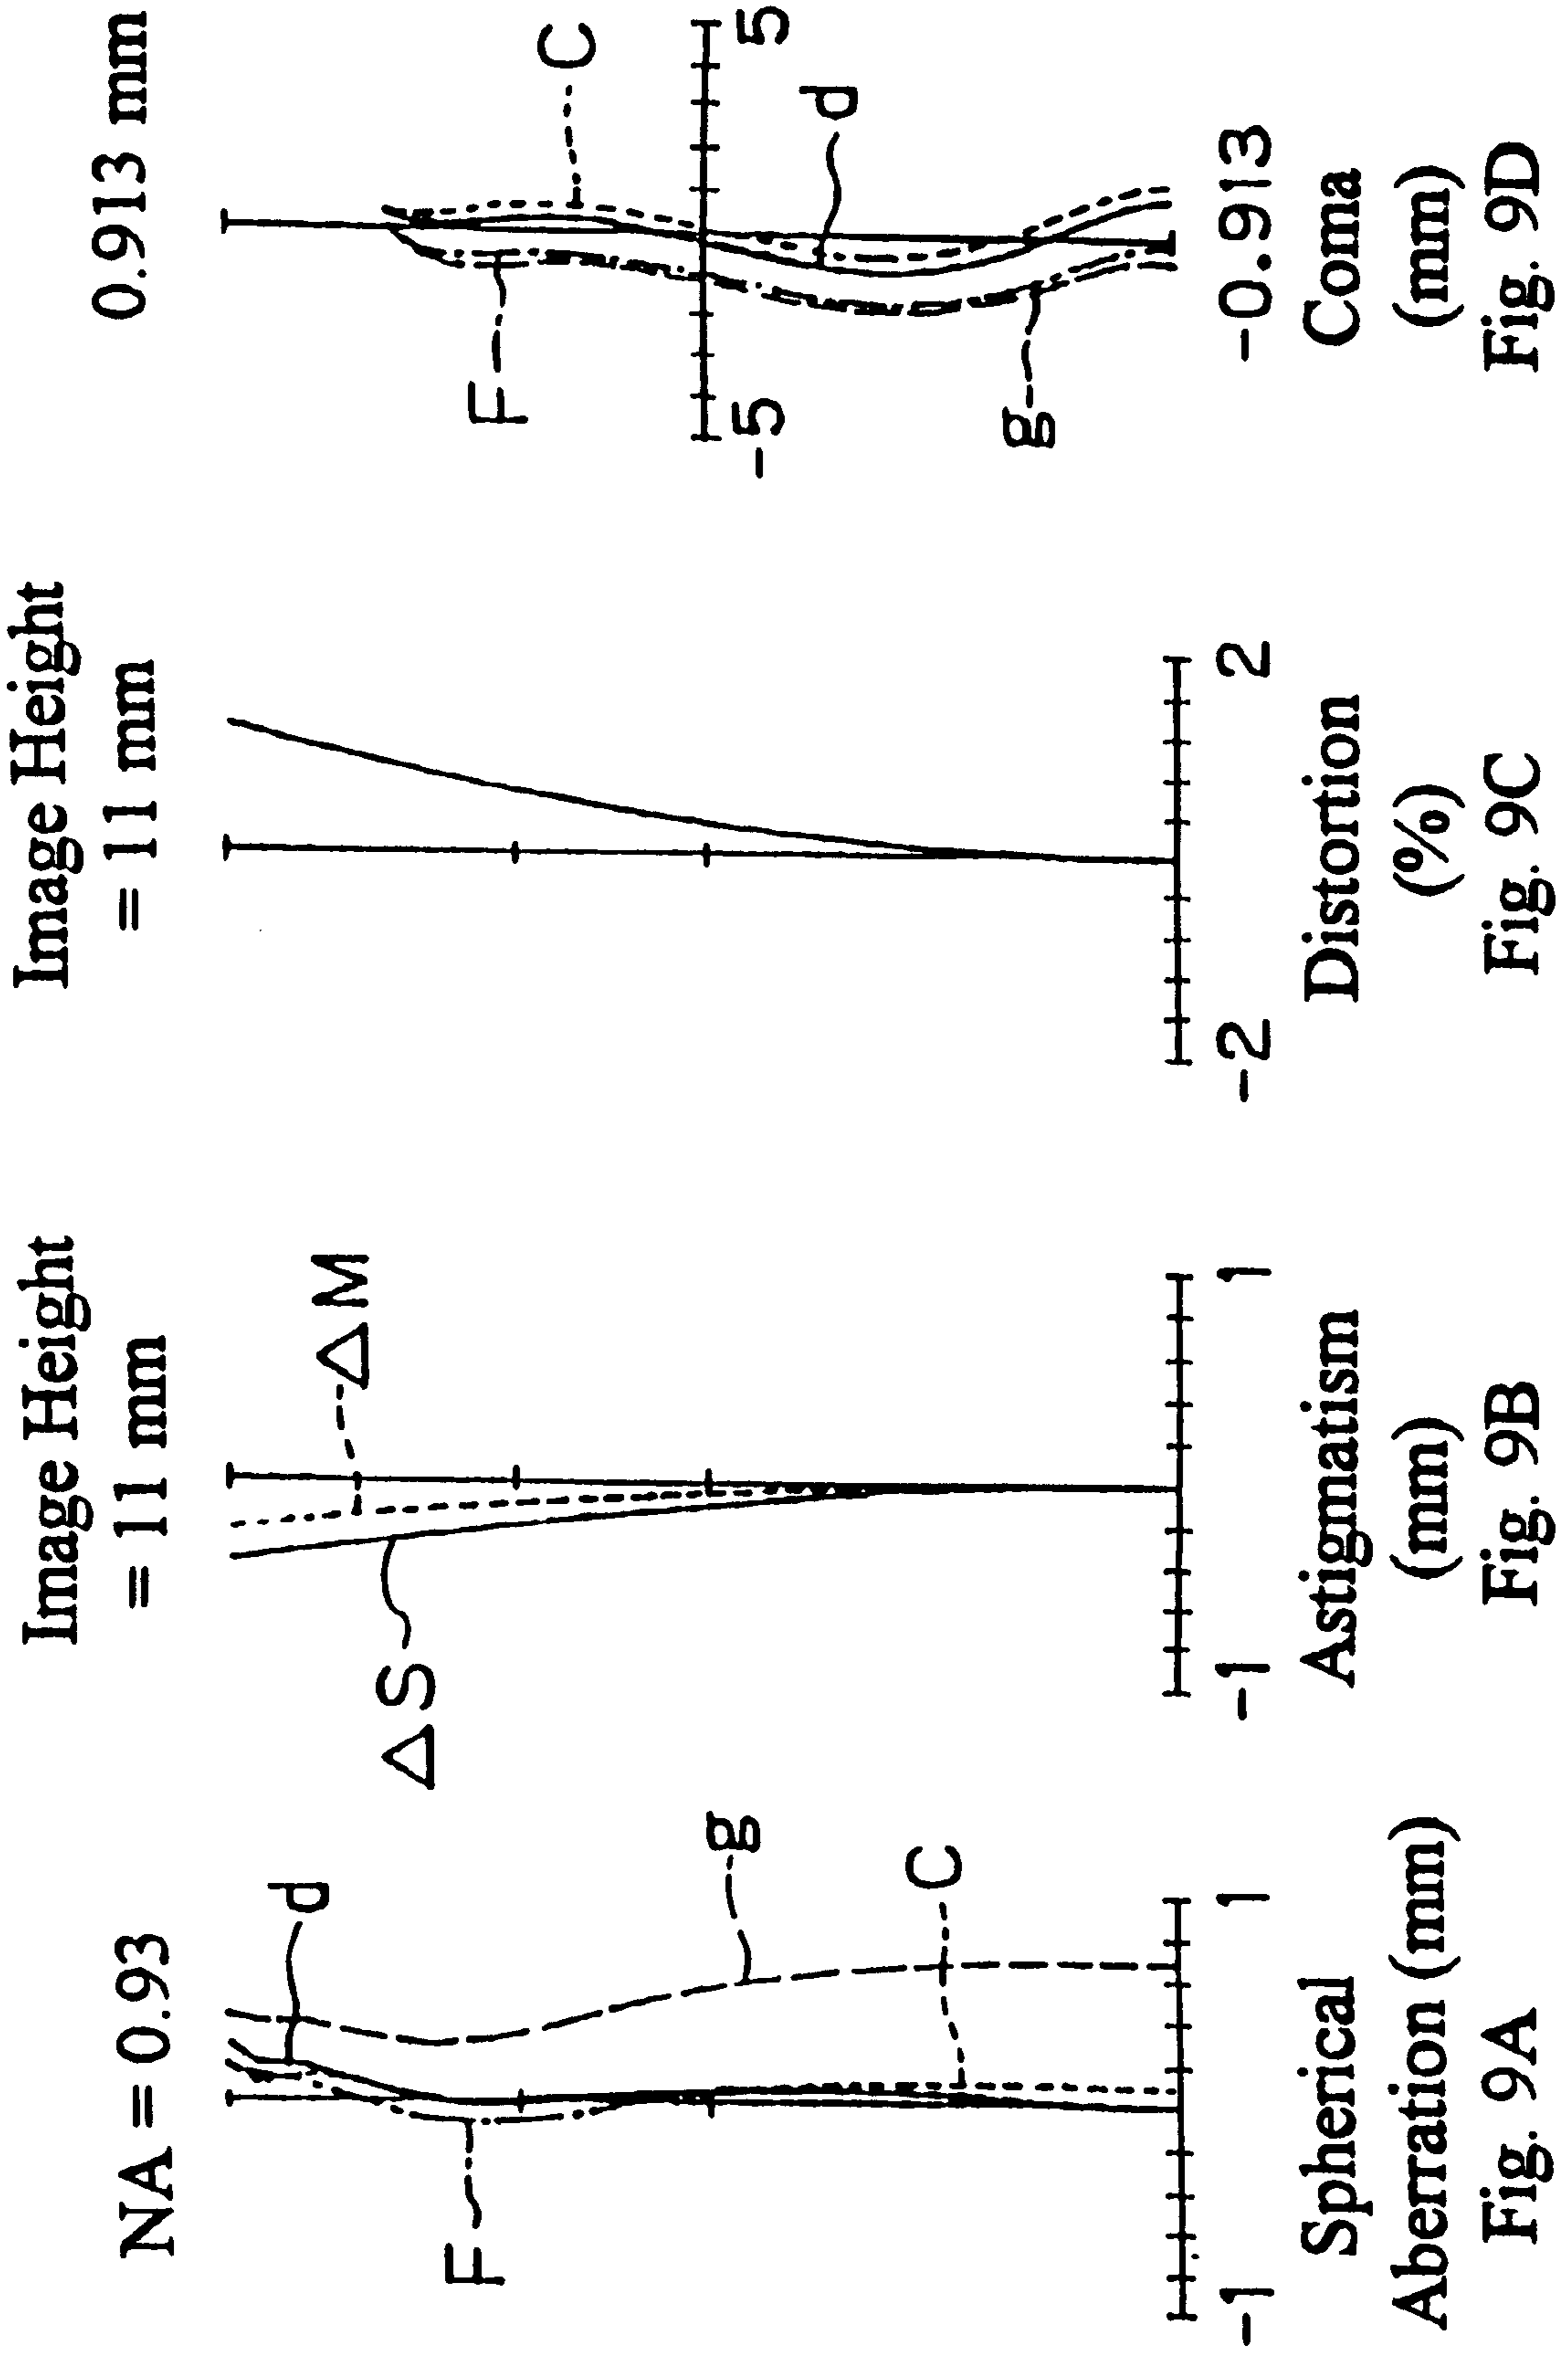 NA = 0.93
d
g
F
C
-1
1
Spherical
Aberration (mm)
Fig. 9A
Image Height
= 11 mm
ΔM
ΔS
-1
1
Astigmatism
(mm)
Fig. 9B
Image Height
= 11 mm
-2
2
Distortion
(%)
Fig. 9C
0.913 mm
C
F
-5
5
d
g
-0.913
Coma
(mm)
Fig. 9D